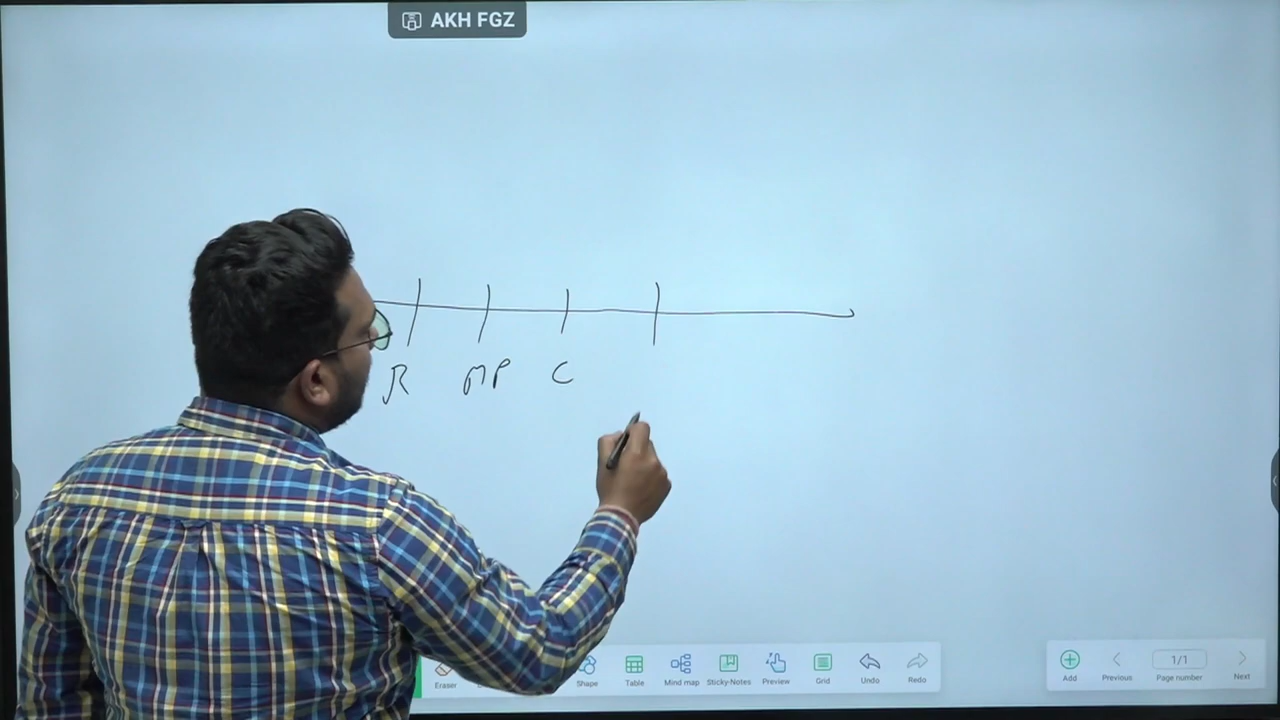 AKH FGZ
R MP C
Eraser
Shape
Table
Mind map
Sticky-Notes
Preview
Grid
Undo
Redo
Add
Previous
1/1
Page number
Next